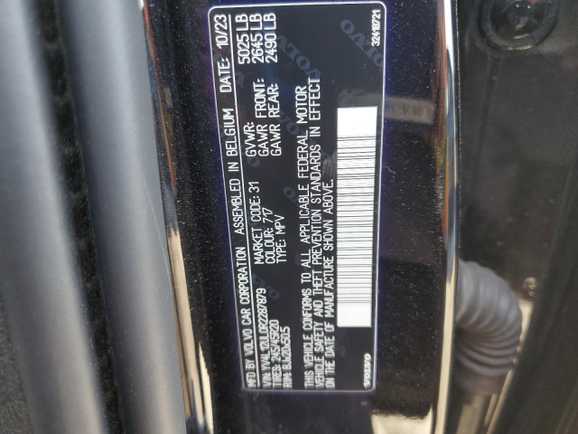 MFD BY VOLVO CAR CORPORATION ASSEMBLED IN BELGIUM DATE: 10/23
MARKET CODE: 31 GVWR: 5025 LB
COLOUR: 717 GAWR FRONT: 2645 LB
TYPE: MPV GAWR REAR: 2490 LB
THIS VEHICLE CONFORMS TO ALL APPLICABLE FEDERAL MOTOR
VEHICLE SAFETY AND THEFT PREVENTION STANDARDS IN EFFECT
ON THE DATE OF MANUFACTURE SHOWN ABOVE.
VOLVO
32418721